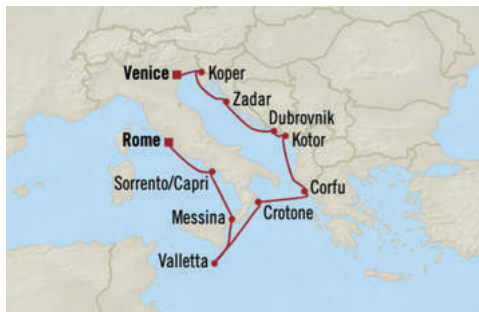 Venice
Koper
Zadar
Dubrovnik
Kotor
Rome
Sorrento/Capri
Corfu
Crotone
Messina
Valletta